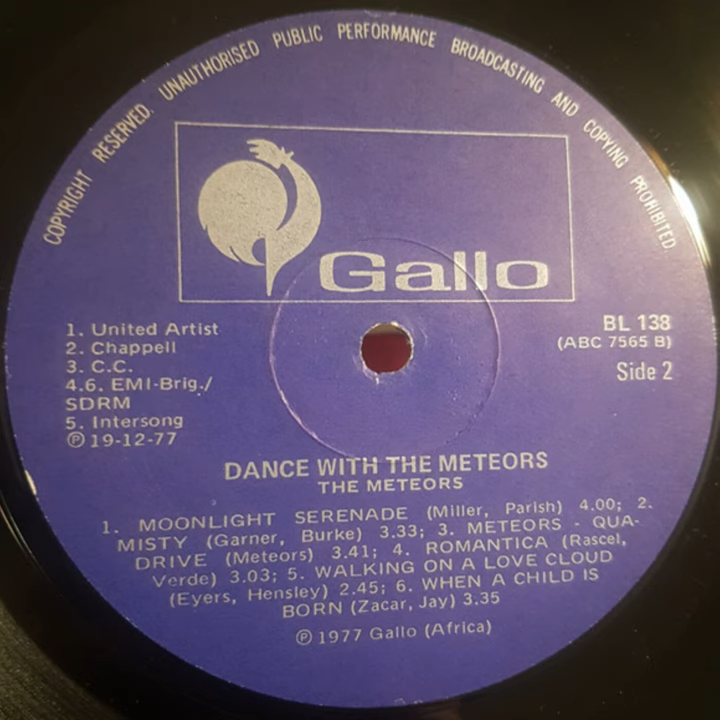 COPYRIGHT RESERVED. UNAUTHORISED PUBLIC PERFORMANCE BROADCASTING AND COPYING PROHIBITED.
Gallo
1. United Artist
2. Chappell
3. C.C.
4.6. EMI-Brig./
SDRM
5. Intersong
Ⓟ 19-12-77
BL 138
(ABC 7565 B)
Side 2
DANCE WITH THE METEORS
THE METEORS
1. MOONLIGHT SERENADE (Miller, Parish) 4.00; 2.
MISTY (Garner, Burke) 3.33; 3. METEORS - QUA-
DRIVE (Meteors) 3.41; 4. ROMANTICA (Rascel,
Verde) 3.03; 5. WALKING ON A LOVE CLOUD
(Eyers, Hensley) 2.45; 6. WHEN A CHILD IS
BORN (Zacar, Jay) 3.35
Ⓟ 1977 Gallo (Africa)